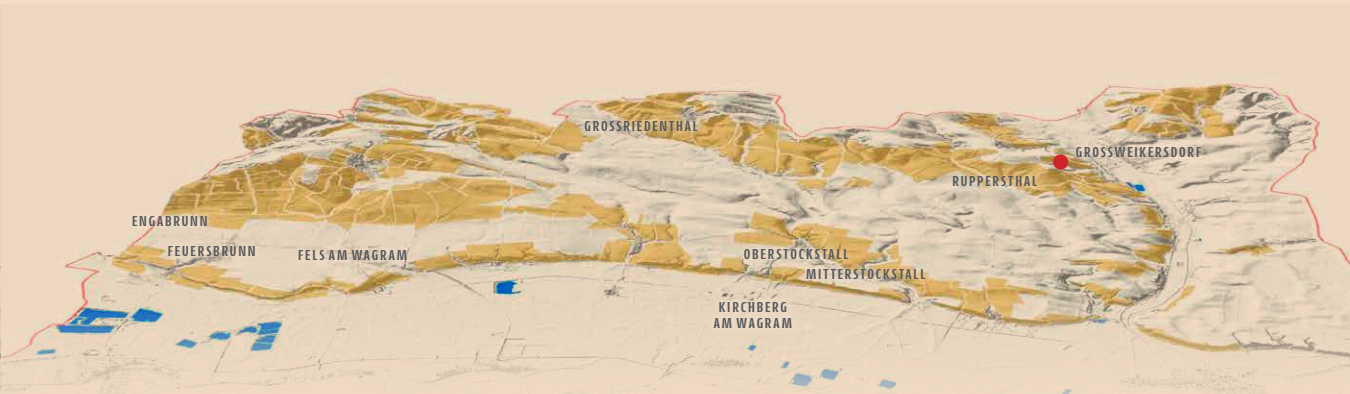 GROSSRIEDENTHAL
GROSSWEIKERSDORF
RUPPERSTHAL
ENGABRUNN
FEUERSBRUNN
FELS AM WAGRAM
OBERSTOCKSTALL
MITTERSTOCKSTALL
KIRCHBERG
AM WAGRAM